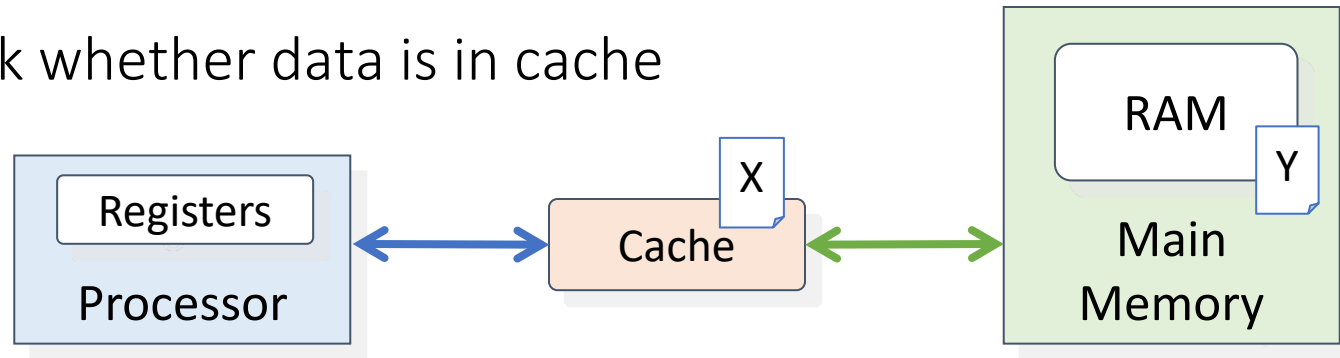 k whether data is in cache
RAM
X
Y
Registers
Cache
Main
Memory
Processor